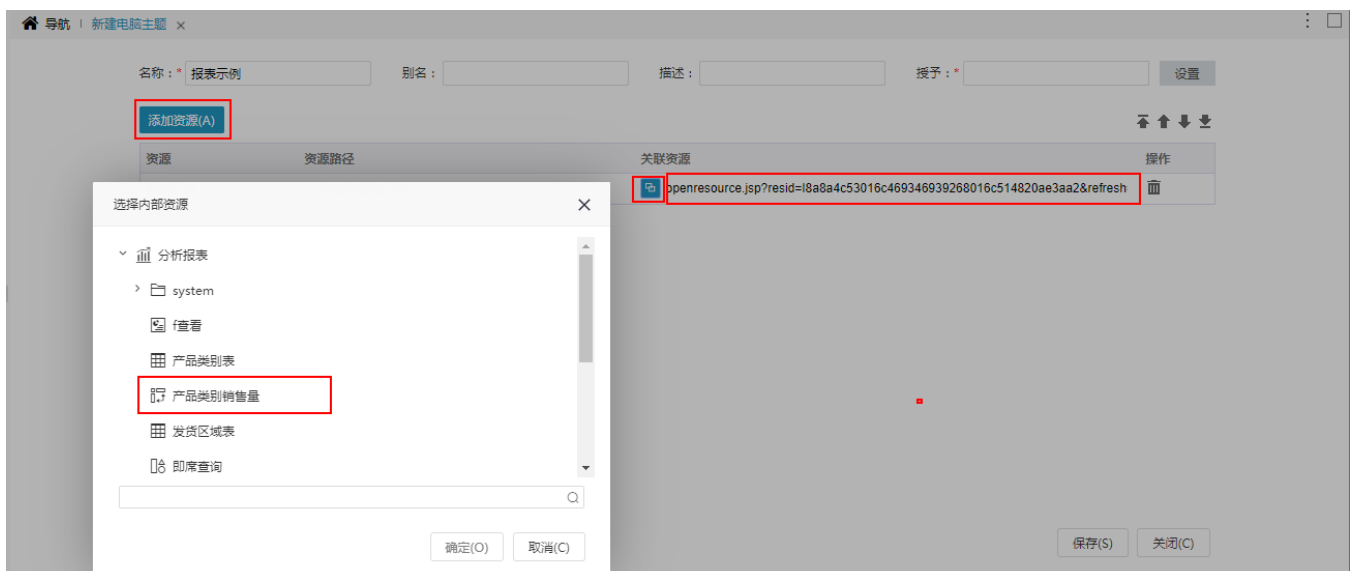 导航 新建电脑主题 ×
名称：* 报表示例 别名： 描述： 授予：* 设置
添加资源(A)
资源 资源路径 关联资源 操作
openresource.jsp?resid=I8a8a4c53016c469346939268016c514820ae3aa2&refresh
选择内部资源
分析报表
system
f查看
产品类别表
产品类别销售量
发货区域表
即席查询
确定(O) 取消(C)
保存(S) 关闭(C)